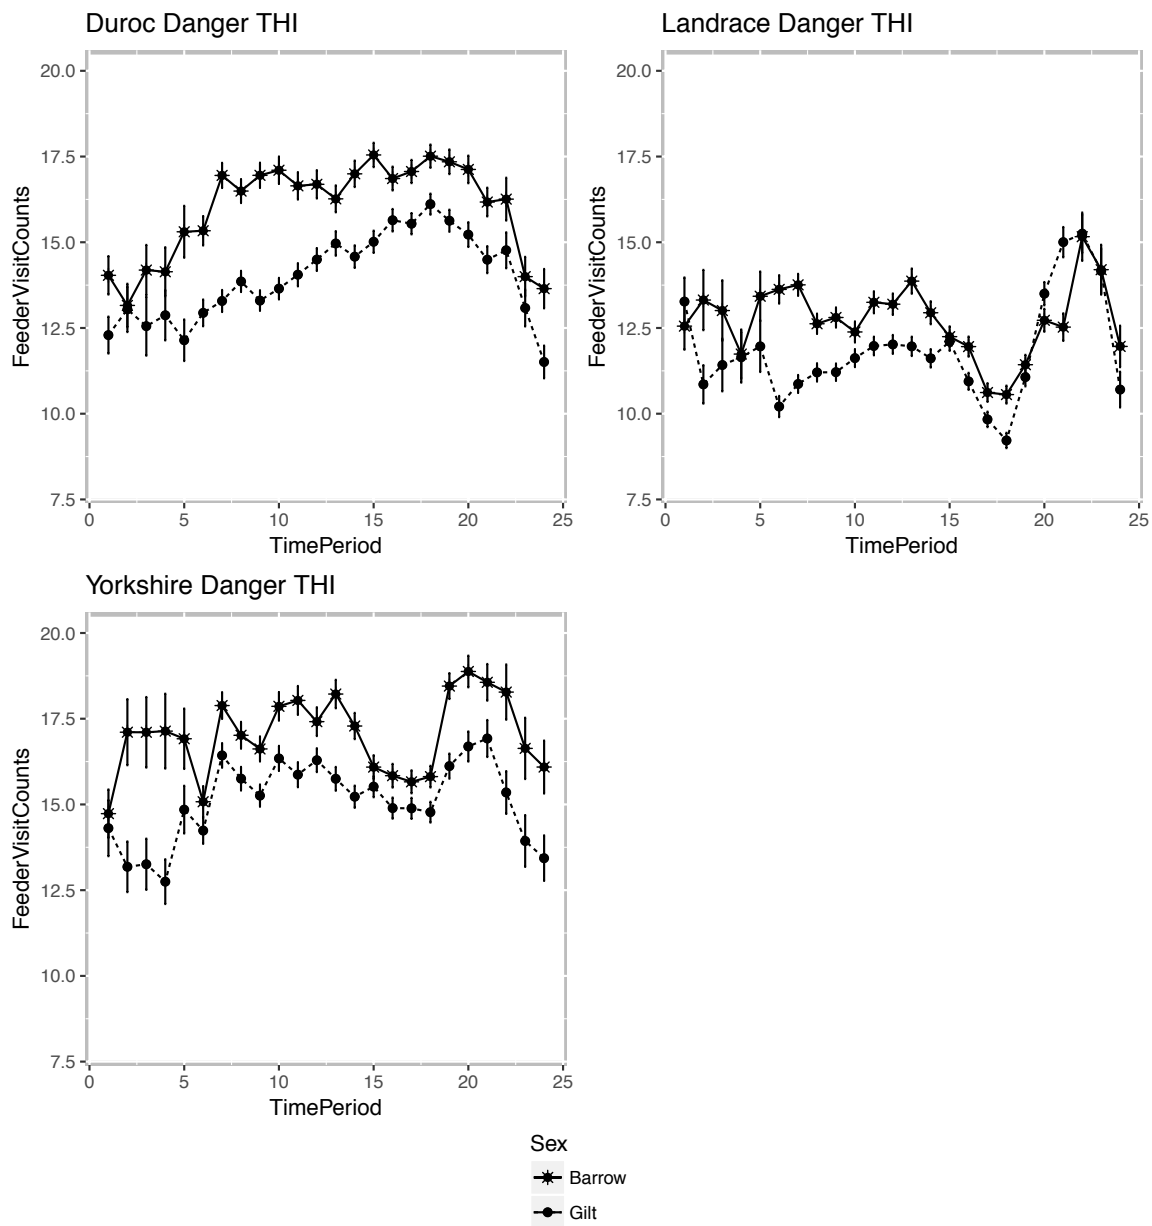 Duroc Danger THI
20.0
17.5
15.0
12.5
10.0
7.5
FeederVisitCounts
0 5 10 15 20 25
TimePeriod
Landrace Danger THI
20.0
17.5
15.0
12.5
10.0
7.5
FeederVisitCounts
0 5 10 15 20 25
TimePeriod
Yorkshire Danger THI
20.0
17.5
15.0
12.5
10.0
7.5
FeederVisitCounts
0 5 10 15 20 25
TimePeriod
Sex
Barrow
Gilt